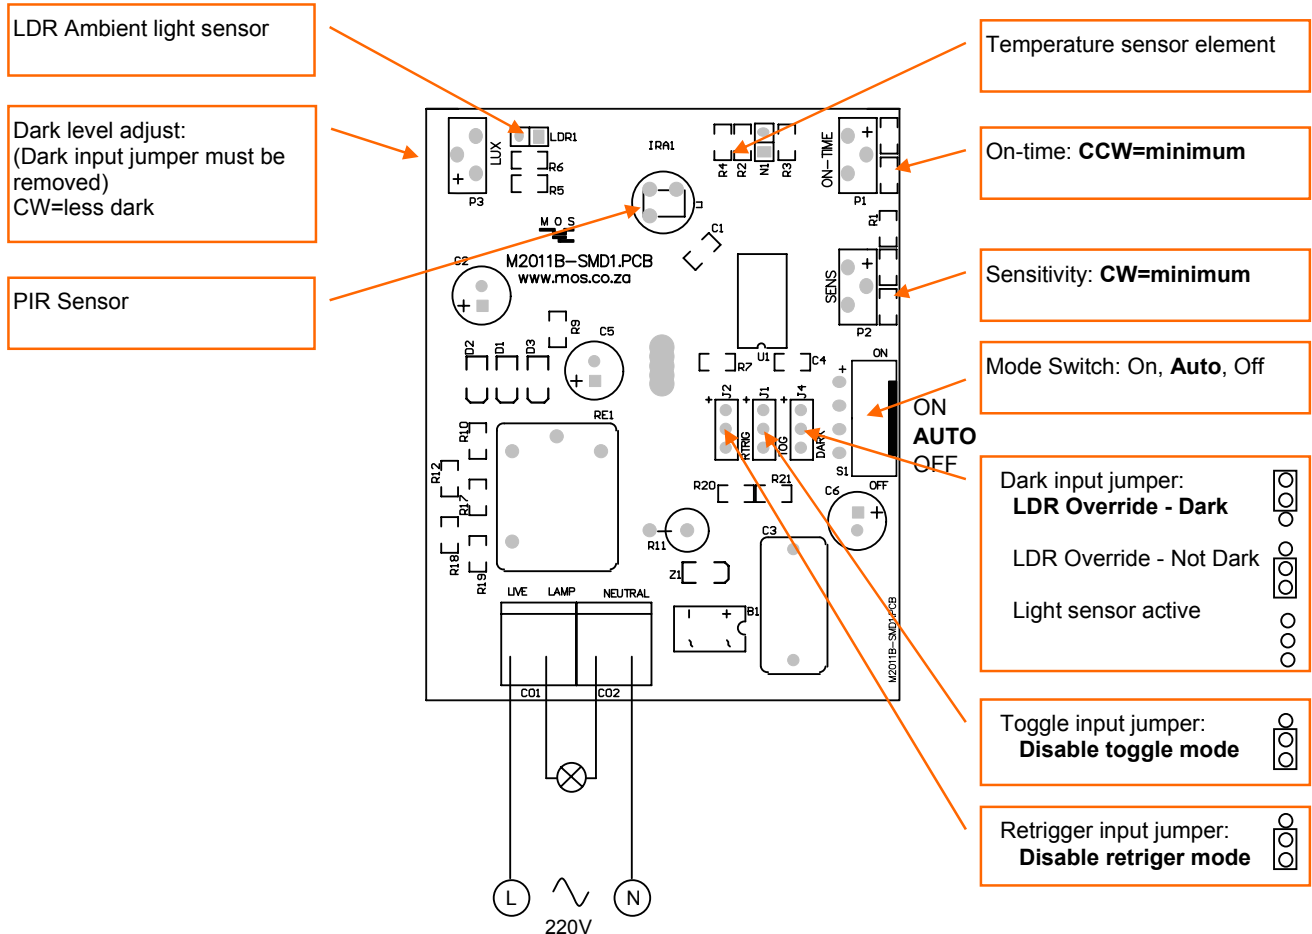 LDR Ambient light sensor
Dark level adjust:
(Dark input jumper must be
removed)
CW=less dark
PIR Sensor
Temperature sensor element
On-time: CCW=minimum
Sensitivity: CW=minimum
Mode Switch: On, Auto, Off
ON
AUTO
OFF
Dark input jumper:
LDR Override - Dark
LDR Override - Not Dark
Light sensor active
Toggle input jumper:
Disable toggle mode
Retrigger input jumper:
Disable retriger mode
LUX
+
P3
LDR1
R6
R5
IRA1
R4
R2
N1
R3
ON-TIME
+
P1
R1
L1
C1
M O S
M2011B-SMD1.PCB
www.mos.co.za
C2
+
SENS
+
P2
R9
C5
+
U1
R7
C4
D2
D1
D3
ON
+
S1
OFF
+ J2
RTRIG
+ J1
TOG
+ J4
DARK
RE1
R10
R12
R17
R18
R19
R20
R21
C6
+
R11
C3
Z1
B1
- +
~ ~
M2011B-SMD1.PCB
LIVE
LAMP
NEUTRAL
CO1
CO2
L
N
220V